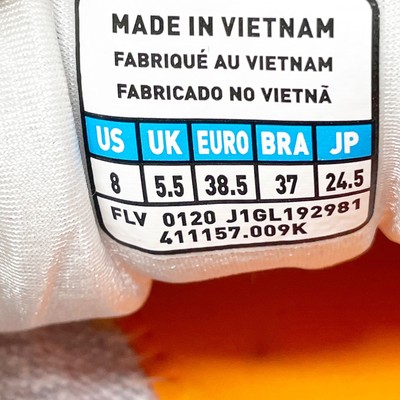 MADE IN VIETNAM
FABRIQUÉ AU VIETNAM
FABRICADO NO VIETNÃ
US UK EURO BRA JP
8 5.5 38.5 37 24.5
FLV 0120 J1GL192981
411157.009K